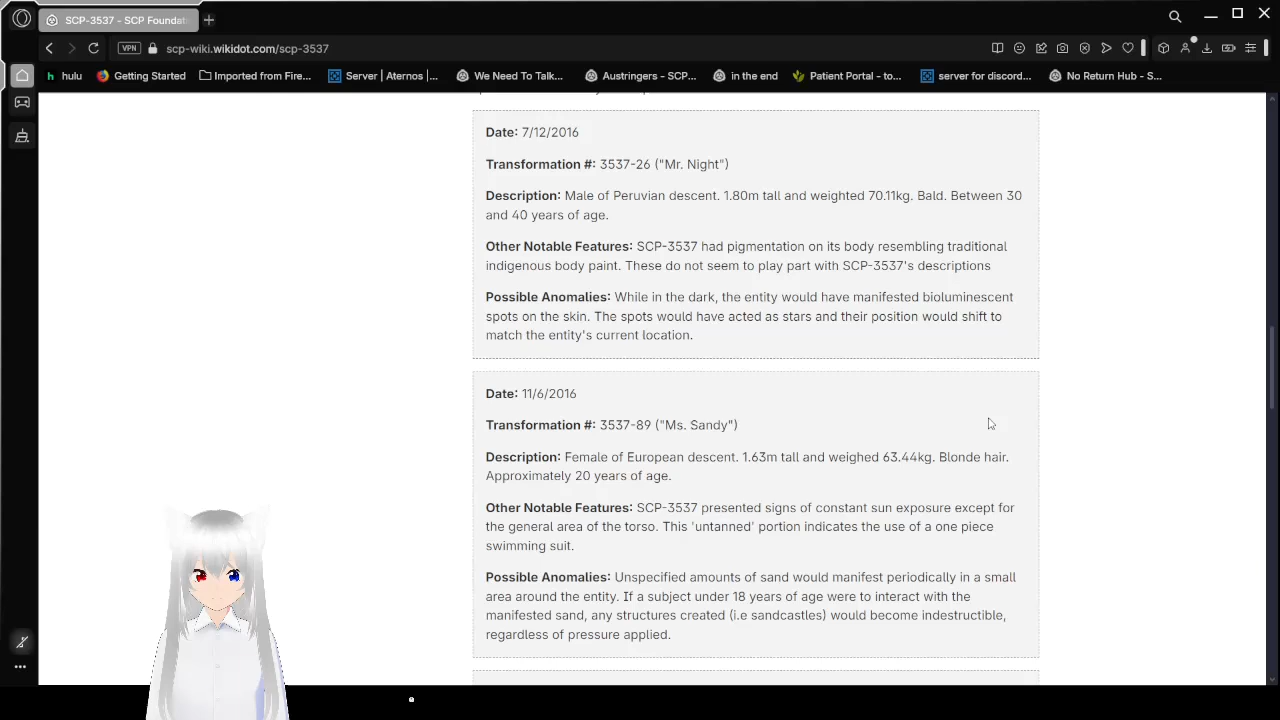 SCP-3537 - SCP Foundat
scp-wiki.wikidot.com/scp-3537
VPN
hulu
Getting Started
Imported from Fire...
Server | Aternos |...
We Need To Talk...
Austringers - SCP...
in the end
Patient Portal - to...
server for discord...
No Return Hub - S...
Date: 7/12/2016
Transformation #: 3537-26 ("Mr. Night")
Description: Male of Peruvian descent. 1.80m tall and weighted 70.11kg. Bald. Between 30
and 40 years of age.
Other Notable Features: SCP-3537 had pigmentation on its body resembling traditional
indigenous body paint. These do not seem to play part with SCP-3537's descriptions
Possible Anomalies: While in the dark, the entity would have manifested bioluminescent
spots on the skin. The spots would have acted as stars and their position would shift to
match the entity's current location.
Date: 11/6/2016
Transformation #: 3537-89 ("Ms. Sandy")
Description: Female of European descent. 1.63m tall and weighed 63.44kg. Blonde hair.
Approximately 20 years of age.
Other Notable Features: SCP-3537 presented signs of constant sun exposure except for
the general area of the torso. This 'untanned' portion indicates the use of a one piece
swimming suit.
Possible Anomalies: Unspecified amounts of sand would manifest periodically in a small
area around the entity. If a subject under 18 years of age were to interact with the
manifested sand, any structures created (i.e sandcastles) would become indestructible,
regardless of pressure applied.